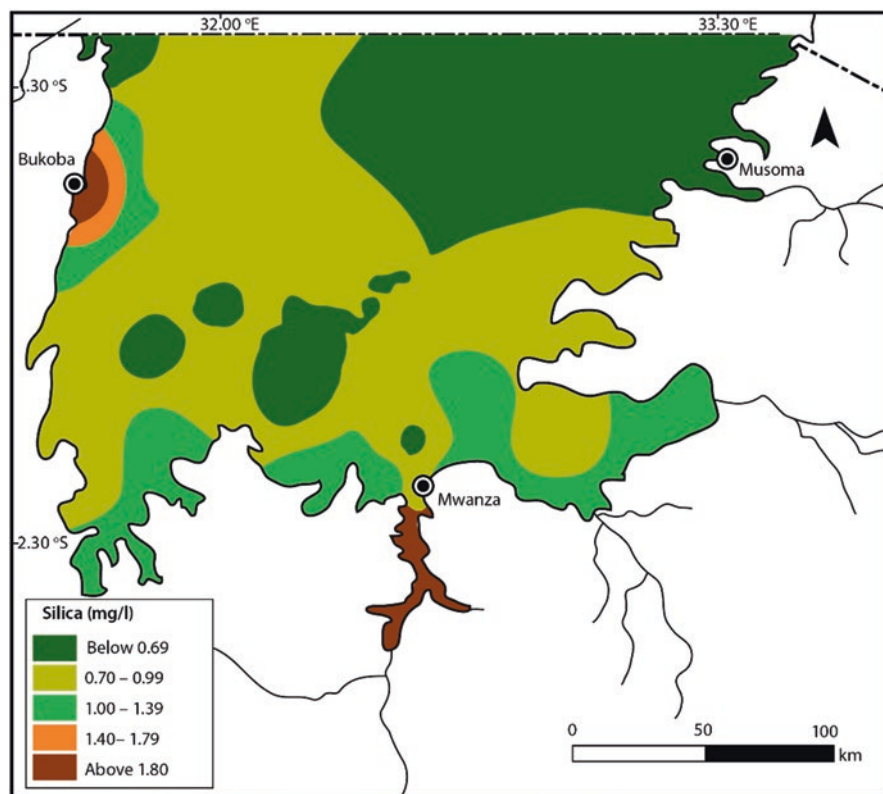 32.00 °E
33.30 °E
1.30 °S
Bukoba
Musoma
Mwanza
2.30 °S
Silica (mg/l)
Below 0.69
0.70 – 0.99
1.00 – 1.39
1.40– 1.79
Above 1.80
0 50 100
km